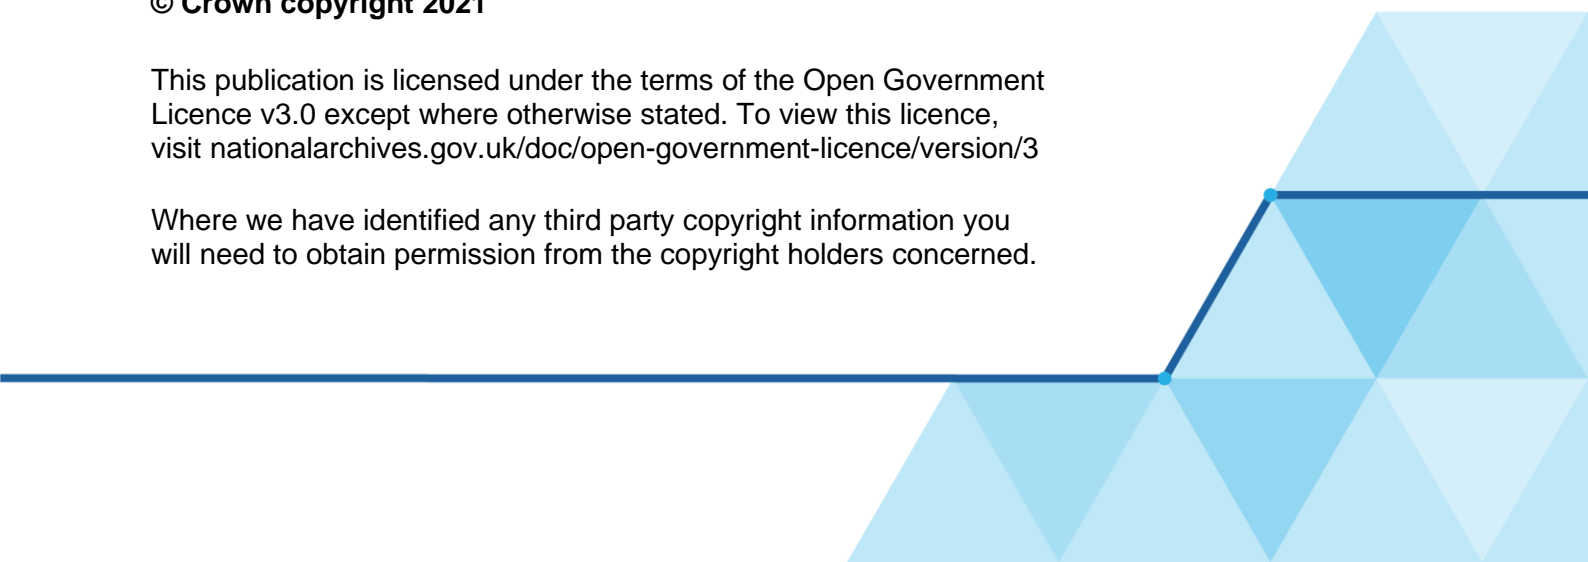 © Crown copyright 2021
This publication is licensed under the terms of the Open Government
Licence v3.0 except where otherwise stated. To view this licence,
visit nationalarchives.gov.uk/doc/open-government-licence/version/3
Where we have identified any third party copyright information you
will need to obtain permission from the copyright holders concerned.